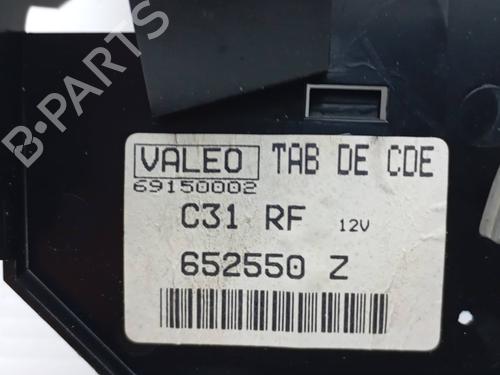 VALEO TAB DE CDE
69150002
C31 RF 12V
652550 Z
B-PARTS